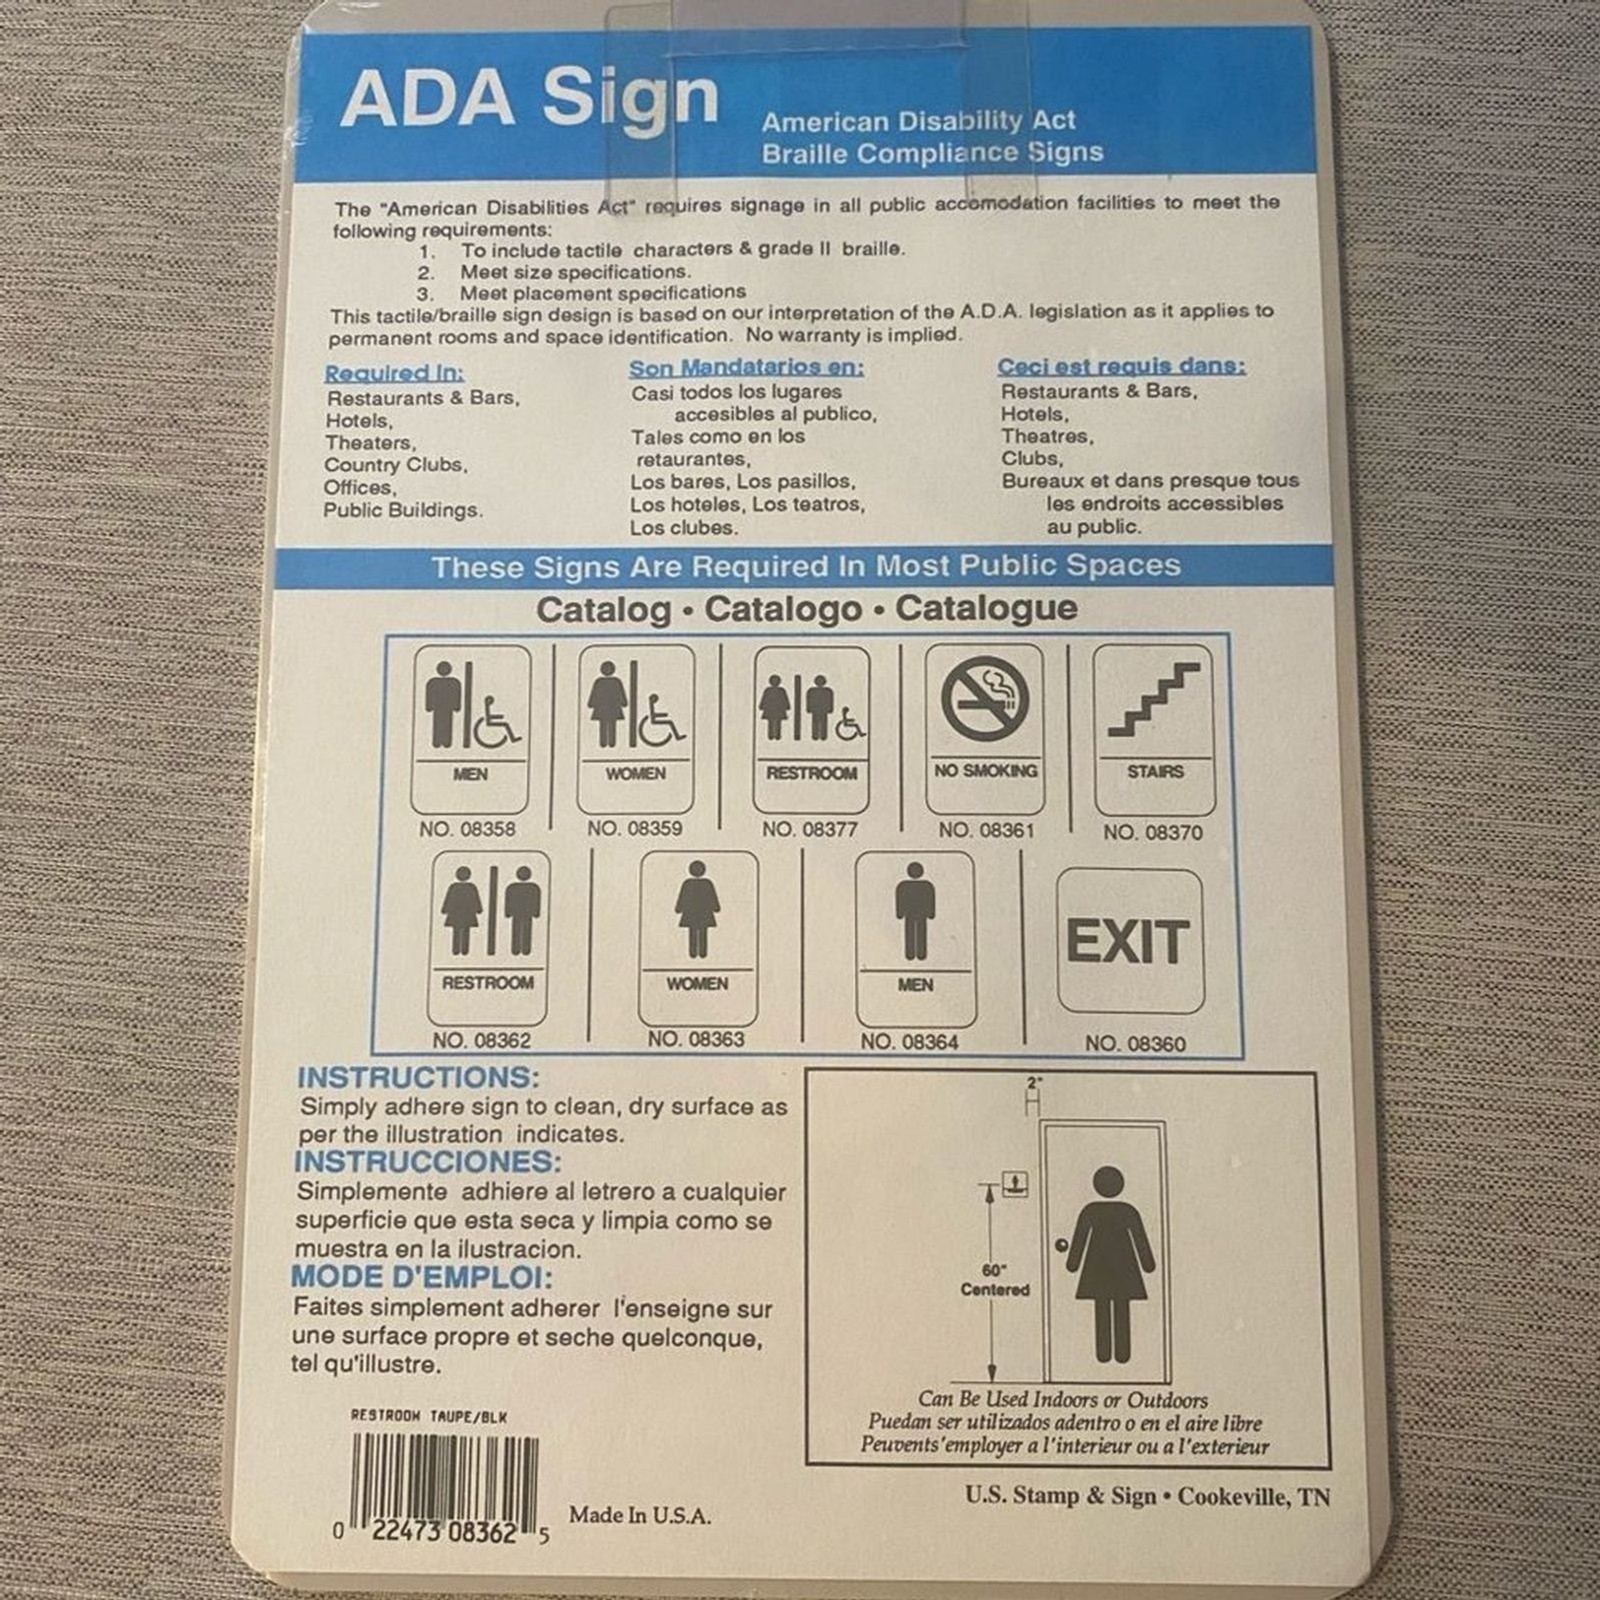 ADA Sign
American Disability Act
Braille Compliance Signs
The "American Disabilities Act" requires signage in all public accomodation facilities to meet the
following requirements:
1. To include tactile characters & grade II braille.
2. Meet size specifications.
3. Meet placement specifications
This tactile/braille sign design is based on our interpretation of the A.D.A. legislation as it applies to
permanent rooms and space identification. No warranty is implied.
Required In:
Restaurants & Bars,
Hotels,
Theaters,
Country Clubs,
Offices,
Public Buildings.
Son Mandatarios en:
Casi todos los lugares
accesibles al publico,
Tales como en los
retaurantes,
Los bares, Los pasillos,
Los hoteles, Los teatros,
Los clubes.
Ceci est requis dans:
Restaurants & Bars,
Hotels,
Theatres,
Clubs,
Bureaux et dans presque tous
les endroits accessibles
au public.
These Signs Are Required In Most Public Spaces
Catalog • Catalogo • Catalogue
MEN
NO. 08358
WOMEN
NO. 08359
RESTROOM
NO. 08377
NO SMOKING
NO. 08361
STAIRS
NO. 08370
RESTROOM
NO. 08362
WOMEN
NO. 08363
MEN
NO. 08364
EXIT
NO. 08360
INSTRUCTIONS:
Simply adhere sign to clean, dry surface as
per the illustration indicates.
INSTRUCCIONES:
Simplemente adhiere al letrero a cualquier
superficie que esta seca y limpia como se
muestra en la ilustracion.
MODE D'EMPLOI:
Faites simplement adherer l'enseigne sur
une surface propre et seche quelconque,
tel qu'illustre.
2"
60"
Centered
Can Be Used Indoors or Outdoors
Puedan ser utilizados adentro o en el aire libre
Peuvents'employer a l'interieur ou a l'exterieur
RESTROOM TAUPE/BLK
0 22473 08362 5
Made In U.S.A.
U.S. Stamp & Sign • Cookeville, TN